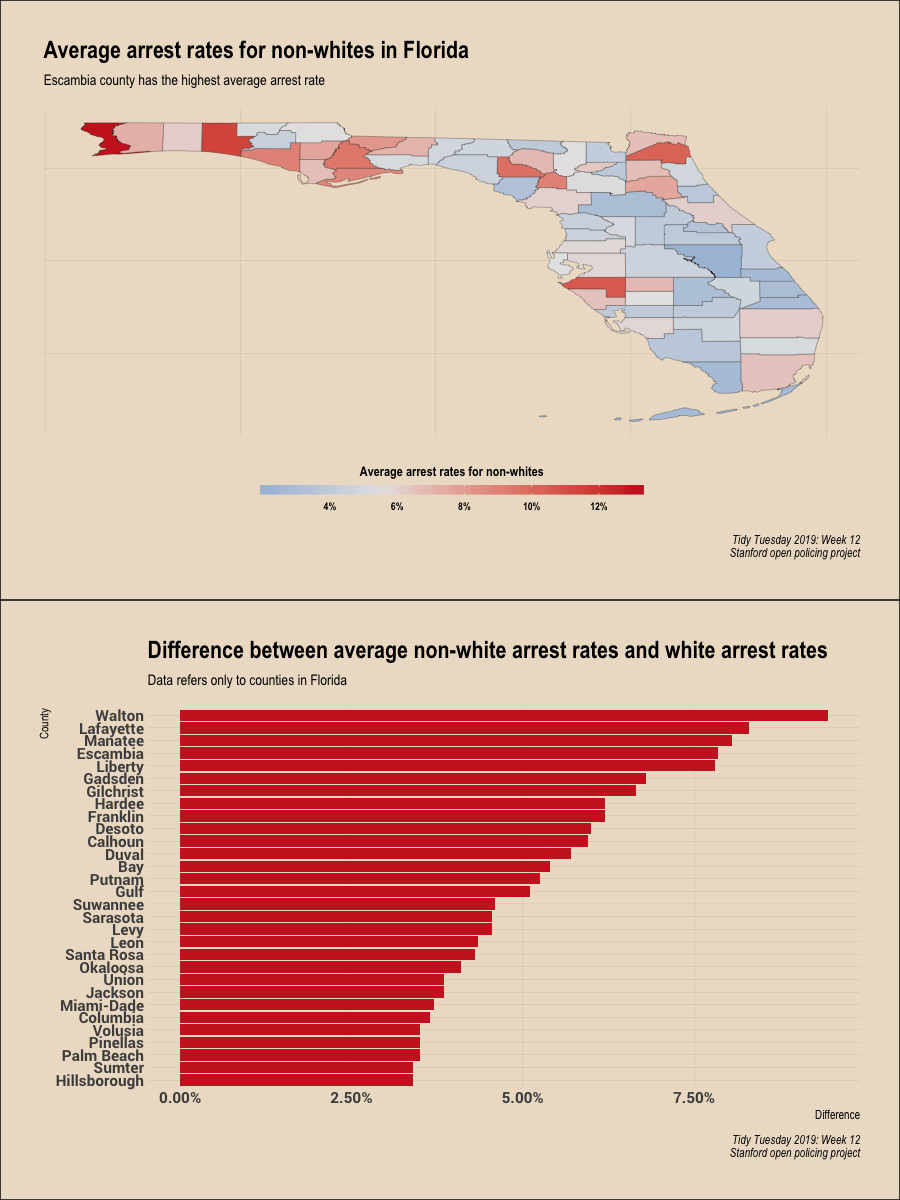 Average arrest rates for non-whites in Florida
Escambia county has the highest average arrest rate
Average arrest rates for non-whites
4% 6% 8% 10% 12%
Tidy Tuesday 2019: Week 12
Stanford open policing project
Difference between average non-white arrest rates and white arrest rates
Data refers only to counties in Florida
County
Walton
Lafayette
Manatee
Escambia
Liberty
Gadsden
Gilchrist
Hardee
Franklin
Desoto
Calhoun
Duval
Bay
Putnam
Gulf
Suwannee
Sarasota
Levy
Leon
Santa Rosa
Okaloosa
Union
Jackson
Miami-Dade
Columbia
Volusia
Pinellas
Palm Beach
Sumter
Hillsborough
0.00% 2.50% 5.00% 7.50%
Difference
Tidy Tuesday 2019: Week 12
Stanford open policing project